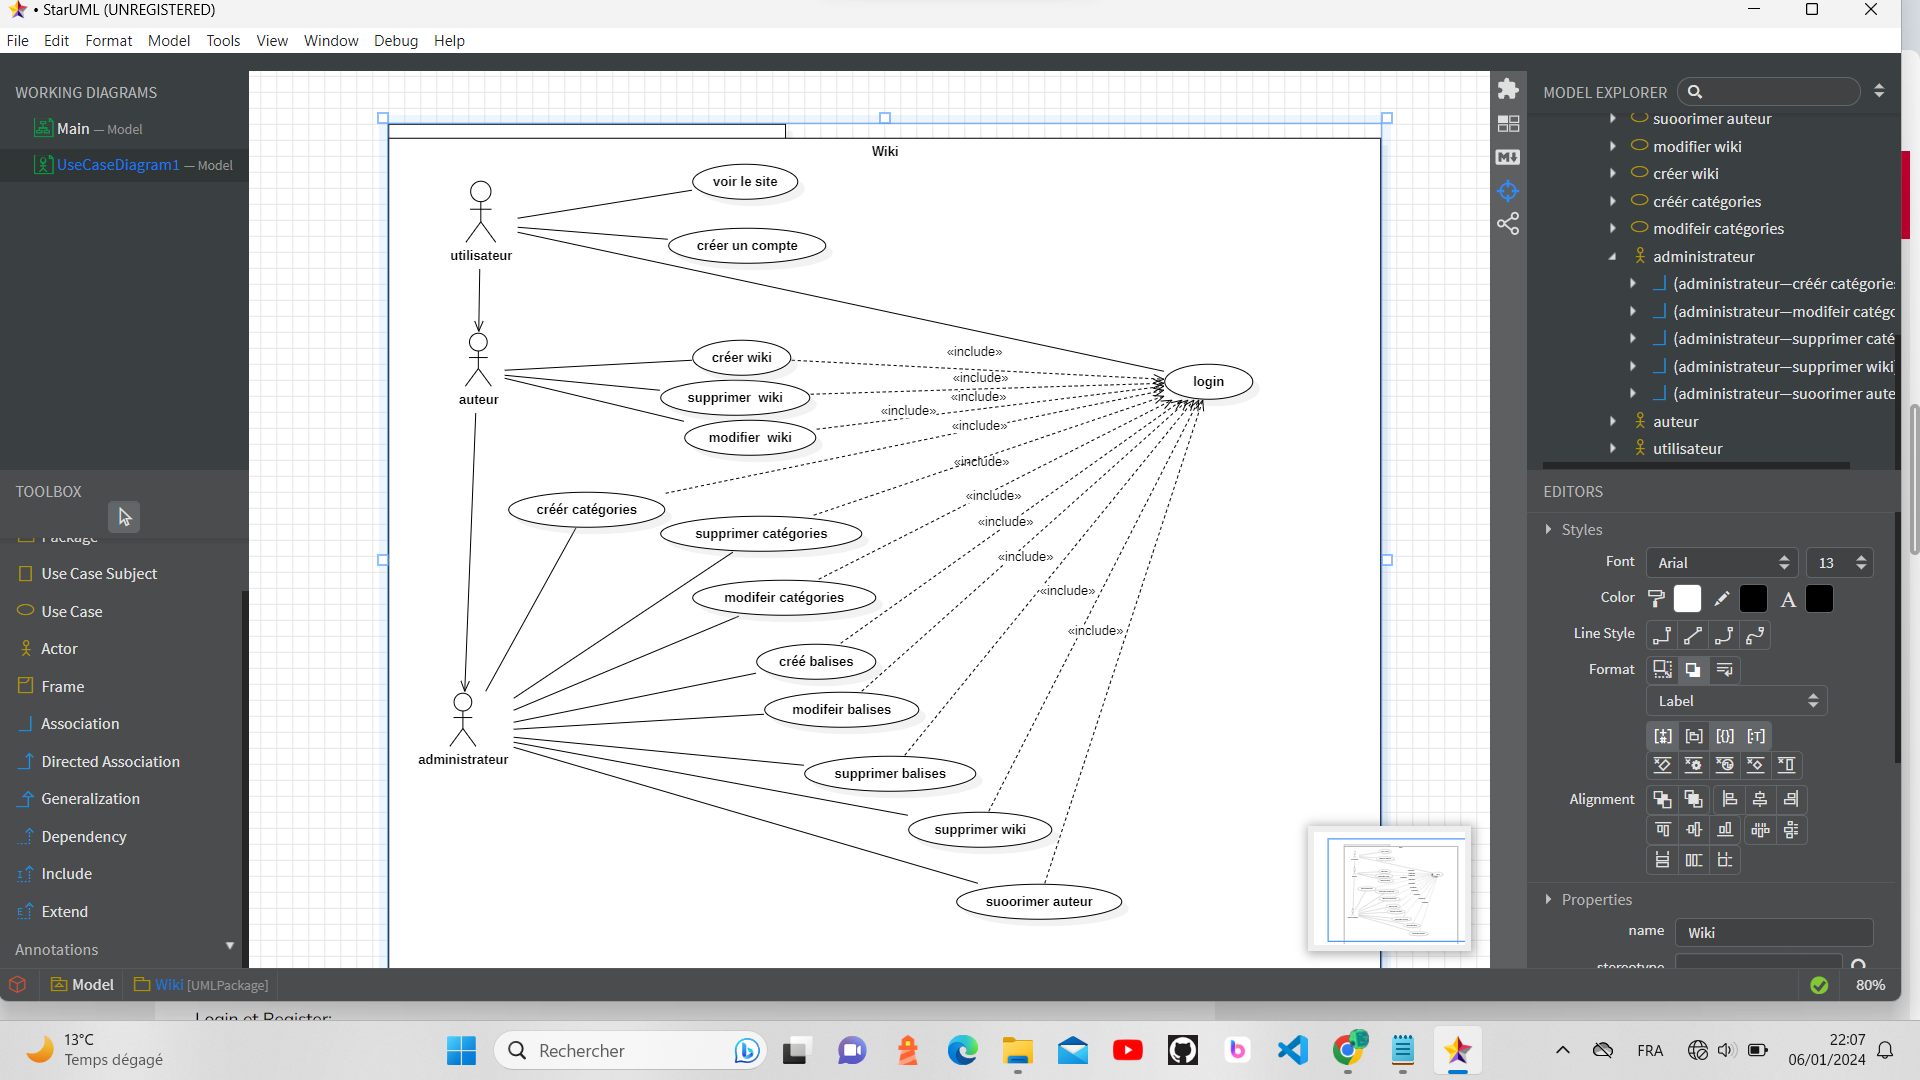 • StarUML (UNREGISTERED)
File Edit Format Model Tools View Window Debug Help
WORKING DIAGRAMS
Main — Model
UseCaseDiagram1 — Model
TOOLBOX
Package
Use Case Subject
Use Case
Actor
Frame
Association
Directed Association
Generalization
Dependency
Include
Extend
Annotations
Wiki
voir le site
utilisateur
créer un compte
créer wiki
«include»
login
«include»
auteur
supprimer  wiki
«include»
«include»
«include»
modifier  wiki
«include»
«include»
créér catégories
«include»
supprimer catégories
«include»
modifeir catégories
«include»
«include»
créé balises
modifeir balises
administrateur
supprimer balises
supprimer wiki
suoorimer auteur
MODEL EXPLORER
suoorimer auteur
modifier wiki
créer wiki
créér catégories
modifeir catégories
administrateur
(administrateur—créér catégorie
(administrateur—modifeir catégo
(administrateur—supprimer caté
(administrateur—supprimer wiki
(administrateur—suoorimer aute
auteur
utilisateur
EDITORS
Styles
Font Arial 13
Color
Line Style
Format
Label
Alignment
Properties
name Wiki
stereotype
Model Wiki [UMLPackage]
80%
Login et Register:
13°C
Temps dégagé
Rechercher
FRA
22:07
06/01/2024